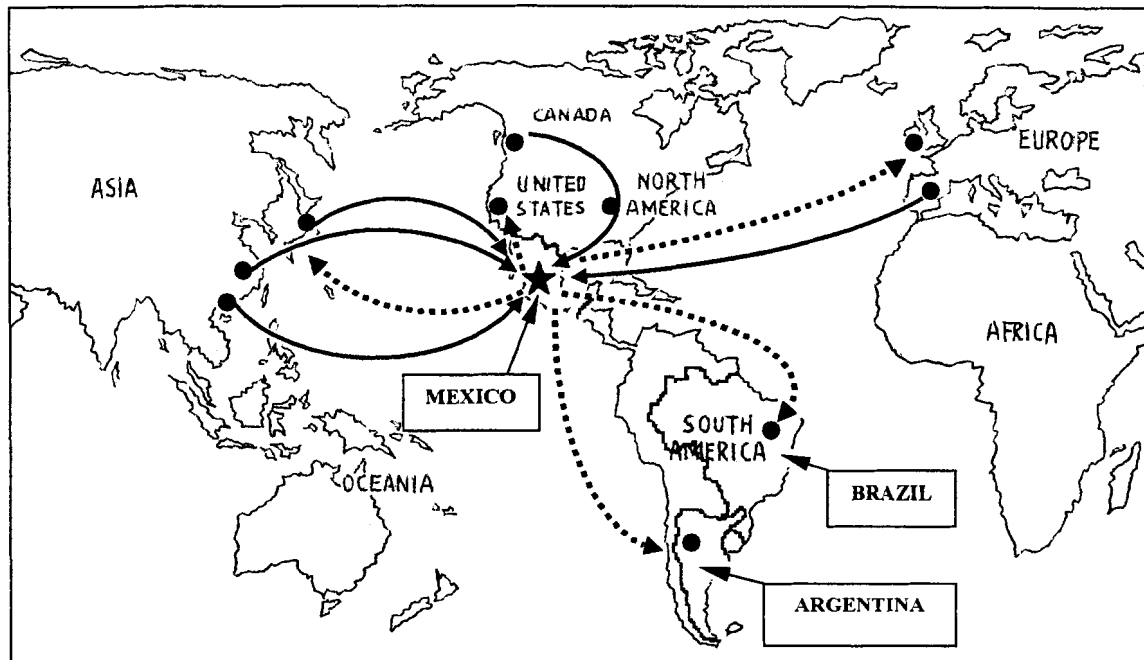 CANADA
EUROPE
ASIA
UNITED
STATES
NORTH
AMERICA
AFRICA
MEXICO
SOUTH
AMERICA
OCEANIA
BRAZIL
ARGENTINA